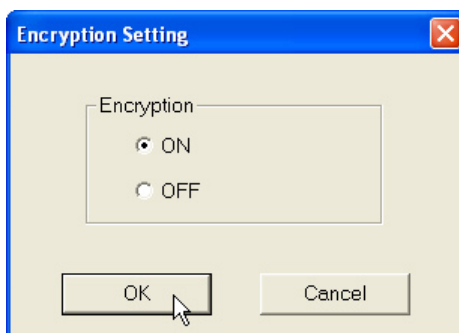 Encryption Setting
Encryption
ON
OFF
OK
Cancel